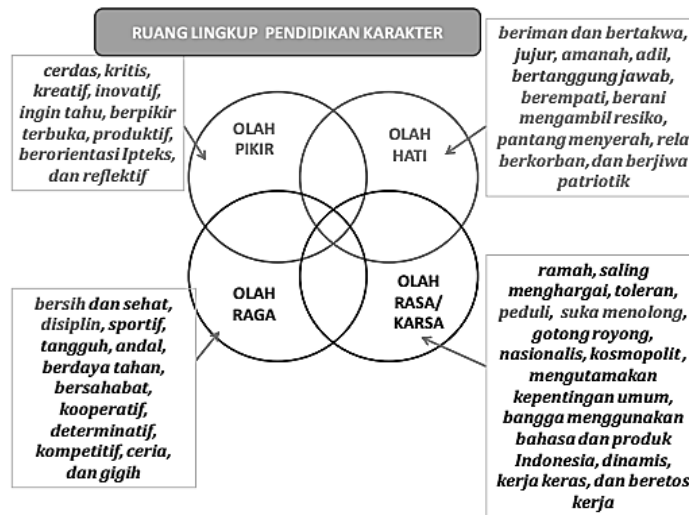 RUANG LINGKUP PENDIDIKAN KARAKTER
cerdas, kritis,
kreatif, inovatif,
ingin tahu, berpikir
terbuka, produktif,
berorientasi Ipteks,
dan reflektif
OLAH
PIKIR
OLAH
HATI
beriman dan bertakwa,
jujur, amanah, adil,
bertanggung jawab,
berempati, berani
mengambil resiko,
pantang menyerah, rela
berkorban, dan berjiwa
patriotik
bersih dan sehat,
disiplin, sportif,
tangguh, andal,
berdaya tahan,
bersahabat,
kooperatif,
determinatif,
kompetitif, ceria,
dan gigih
OLAH
RAGA
OLAH
RASA/
KARSA
ramah, saling
menghargai, toleran,
peduli, suka menolong,
gotong royong,
nasionalis, kosmopolit,
mengutamakan
kepentingan umum,
bangga menggunakan
bahasa dan produk
Indonesia, dinamis,
kerja keras, dan beretos
kerja